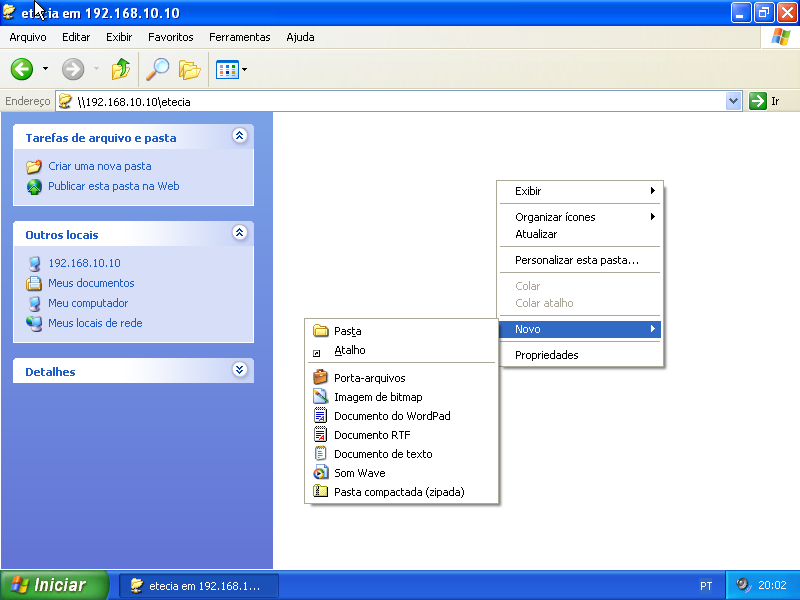 etecia em 192.168.10.10
Arquivo Editar Exibir Favoritos Ferramentas Ajuda
Endereço \\192.168.10.10\etecia Ir
Tarefas de arquivo e pasta
Criar uma nova pasta
Publicar esta pasta na Web
Outros locais
192.168.10.10
Meus documentos
Meu computador
Meus locais de rede
Detalhes
Exibir
Organizar ícones
Atualizar
Personalizar esta pasta...
Colar
Colar atalho
Novo
Propriedades
Pasta
Atalho
Porta-arquivos
Imagem de bitmap
Documento do WordPad
Documento RTF
Documento de texto
Som Wave
Pasta compactada (zipada)
Iniciar etecia em 192.168.1... PT 20:02